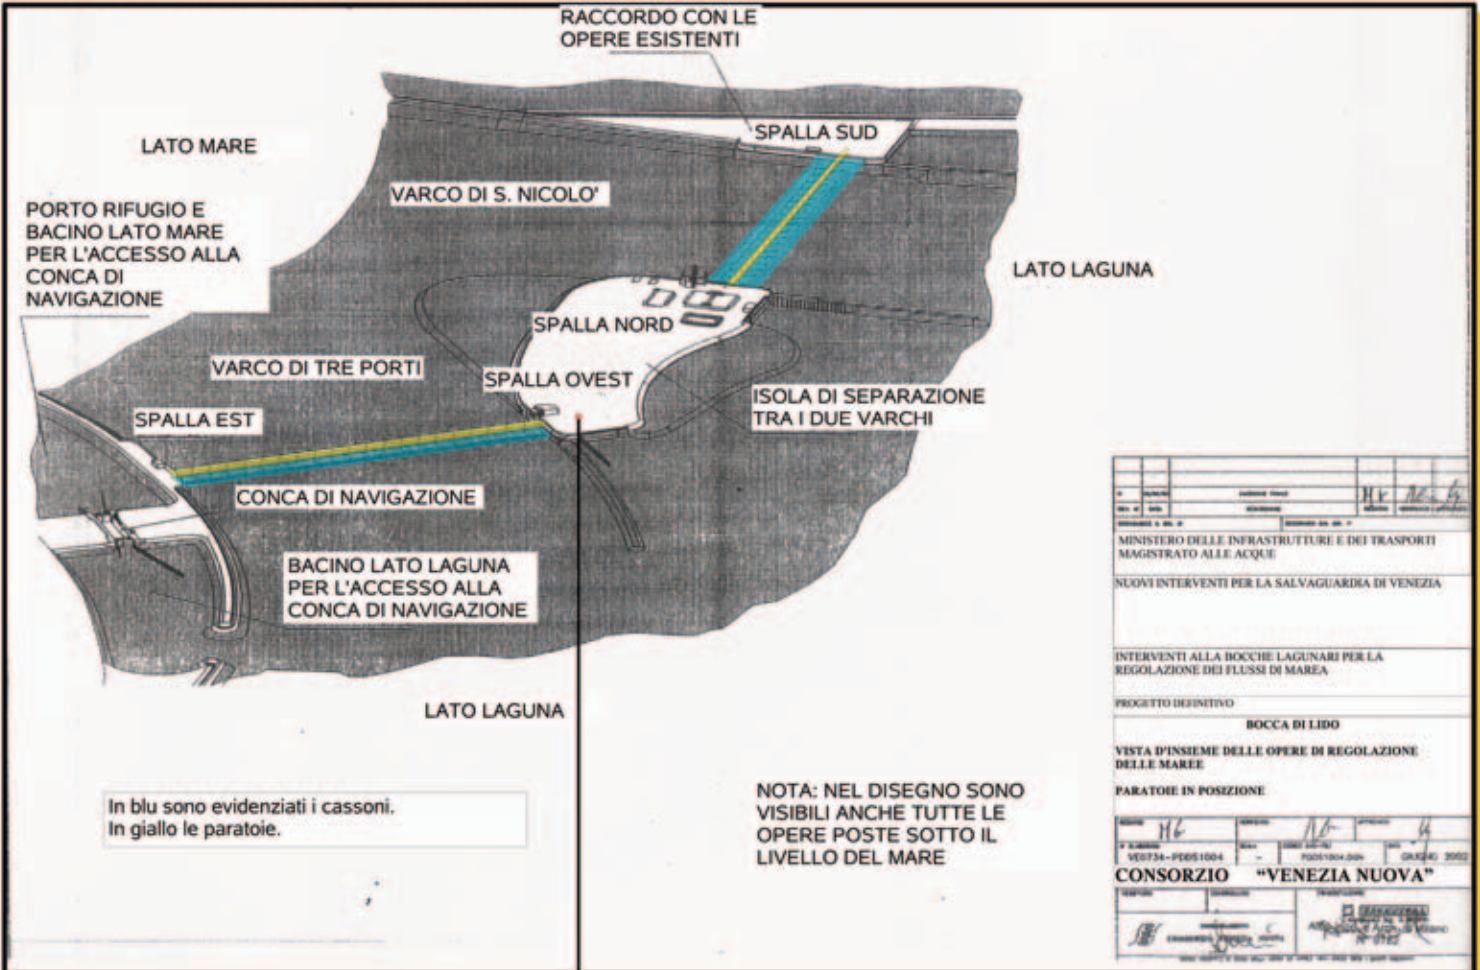 RACCORDO CON LE
OPERE ESISTENTI
SPALLA SUD
LATO MARE
VARCO DI S. NICOLO'
PORTO RIFUGIO E
BACINO LATO MARE
PER L'ACCESSO ALLA
CONCA DI
NAVIGAZIONE
LATO LAGUNA
SPALLA NORD
VARCO DI TRE PORTI
SPALLA OVEST
ISOLA DI SEPARAZIONE
TRA I DUE VARCHI
SPALLA EST
CONCA DI NAVIGAZIONE
BACINO LATO LAGUNA
PER L'ACCESSO ALLA
CONCA DI NAVIGAZIONE
LATO LAGUNA
In blu sono evidenziati i cassoni.
In giallo le paratoie.
NOTA: NEL DISEGNO SONO
VISIBILI ANCHE TUTTE LE
OPERE POSTE SOTTO IL
LIVELLO DEL MARE
MINISTERO DELLE INFRASTRUTTURE E DEI TRASPORTI
MAGISTRATO ALLE ACQUE
NUOVI INTERVENTI PER LA SALVAGUARDIA DI VENEZIA
INTERVENTI ALLA BOCCHE LAGUNARI PER LA
REGOLAZIONE DEI FLUSSI DI MAREA
PROGETTO DEFINITIVO
BOCCA DI LIDO
VISTA D'INSIEME DELLE OPERE DI REGOLAZIONE
DELLE MAREE
PARATOIE IN POSIZIONE
VE0734-PDDS1004
GIUGNO 2002
CONSORZIO "VENEZIA NUOVA"